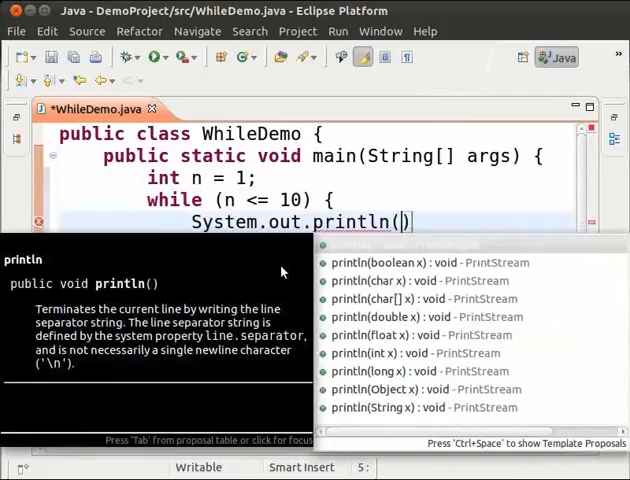 Java - DemoProject/src/WhileDemo.java - Eclipse Platform
File Edit Source Refactor Navigate Search Project Run Window Help
Java
»
*WhileDemo.java
public class WhileDemo {
public static void main(String[] args) {
int n = 1;
while (n <= 10) {
System.out.println()
println
public void println()
Terminates the current line by writing the line
separator string. The line separator string is
defined by the system property line.separator,
and is not necessarily a single newline character
('\n').
Press 'Tab' from proposal table or click for focus
println(boolean x) : void - PrintStream
println(char x) : void - PrintStream
println(char[] x) : void - PrintStream
println(double x) : void - PrintStream
println(float x) : void - PrintStream
println(int x) : void - PrintStream
println(long x) : void - PrintStream
println(Object x) : void - PrintStream
println(String x) : void - PrintStream
Press 'Ctrl+Space' to show Template Proposals
Writable Smart Insert 5 :